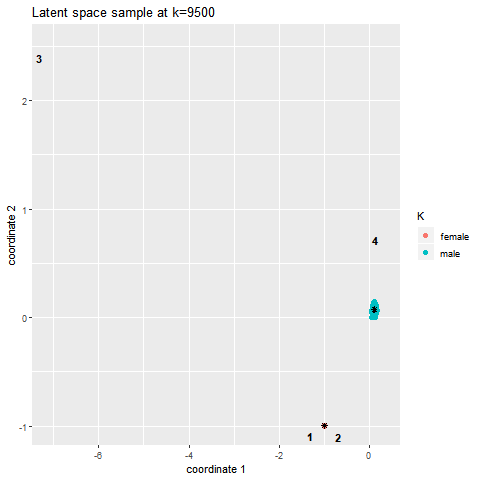 Latent space sample at k=9500
3
2
1
4
0
-1
1
2
-6
-4
-2
0
coordinate 1
coordinate 2
K
female
male